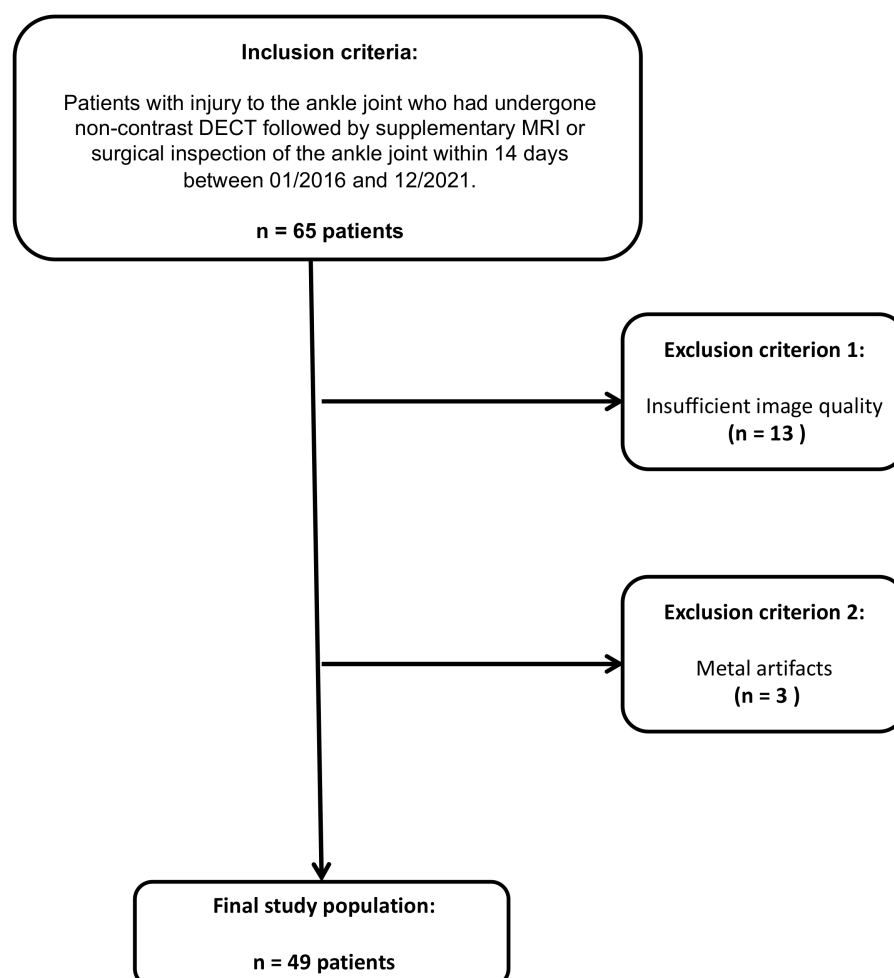 Inclusion criteria:
Patients with injury to the ankle joint who had undergone
non-contrast DECT followed by supplementary MRI or
surgical inspection of the ankle joint within 14 days
between 01/2016 and 12/2021.
n = 65 patients
Exclusion criterion 1:
Insufficient image quality
(n = 13 )
Exclusion criterion 2:
Metal artifacts
(n = 3 )
Final study population:
n = 49 patients